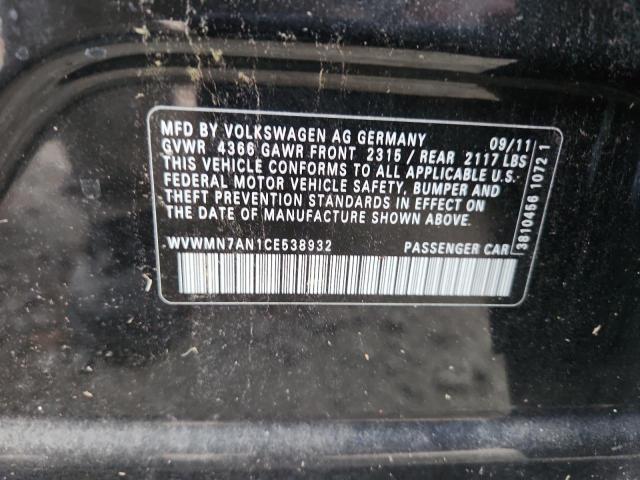 MFD BY VOLKSWAGEN AG GERMANY 09/11
GVWR 4366 GAWR FRONT 2315 / REAR 2117 LBS
THIS VEHICLE CONFORMS TO ALL APPLICABLE U.S.
FEDERAL MOTOR VEHICLE SAFETY, BUMPER AND
THEFT PREVENTION STANDARDS IN EFFECT ON
THE DATE OF MANUFACTURE SHOWN ABOVE.
WVWMN7AN1CE538932 PASSENGER CAR
3810466 1072 1